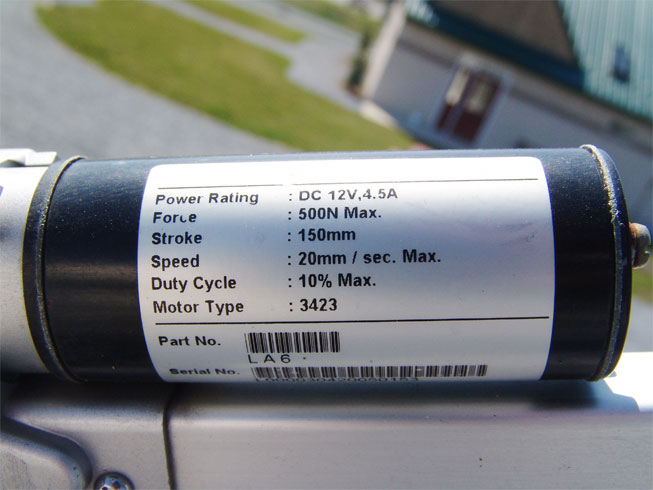 Power Rating : DC 12V,4.5A
Force : 500N Max.
Stroke : 150mm
Speed : 20mm / sec. Max.
Duty Cycle : 10% Max.
Motor Type : 3423
Part No.
LA6
Serial No.